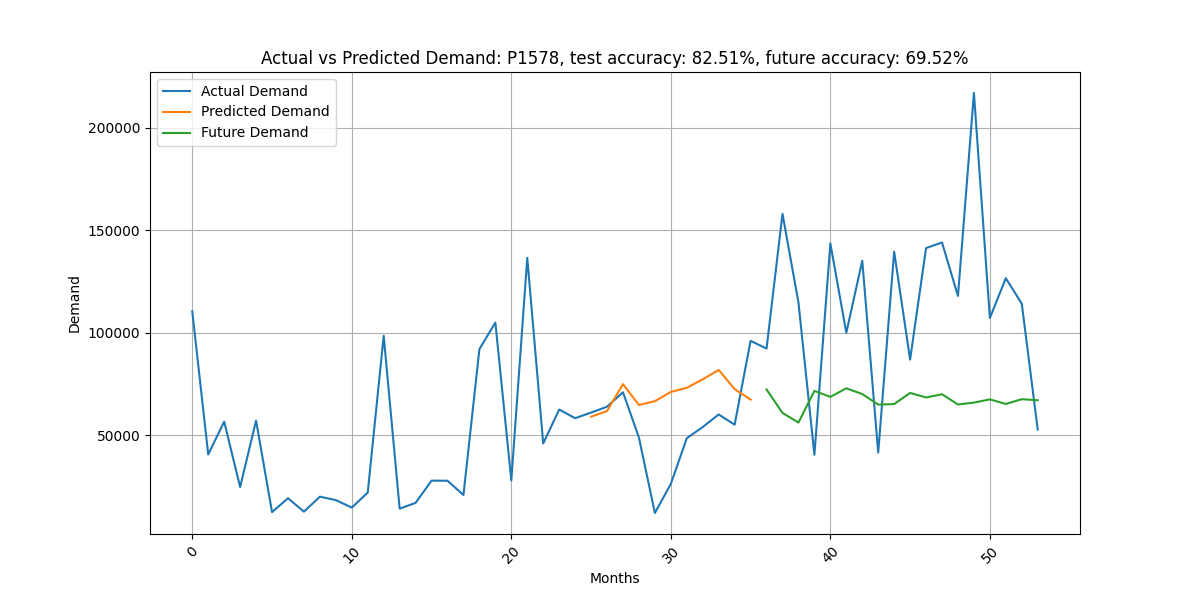 Actual vs Predicted Demand: P1578, test accuracy: 82.51%, future accuracy: 69.52%
Actual Demand
Predicted Demand
Future Demand
200000
150000
100000
50000
Demand
0
10
20
30
40
50
Months